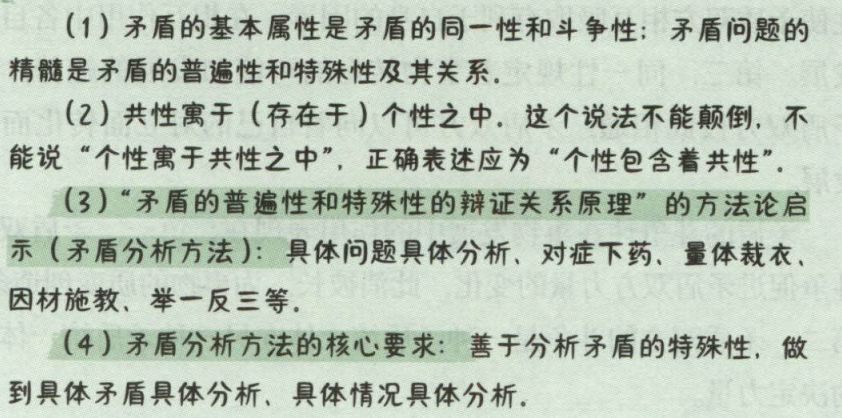 (1)矛盾的基本属性是矛盾的同一性和斗争性：矛盾问题的
精髓是矛盾的普遍性和特殊性及其关系.
(2)共性寓于(存在于)个性之中. 这个说法不能颠倒, 不
能说“个性寓于共性之中”, 正确表述应为“个性包含着共性”.
(3)“矛盾的普遍性和特殊性的辩证关系原理”的方法论启
示(矛盾分析方法)：具体问题具体分析、对症下药、量体裁衣、
因材施教、举一反三等.
(4)矛盾分析方法的核心要求：善于分析矛盾的特殊性, 做
到具体矛盾具体分析、具体情况具体分析.